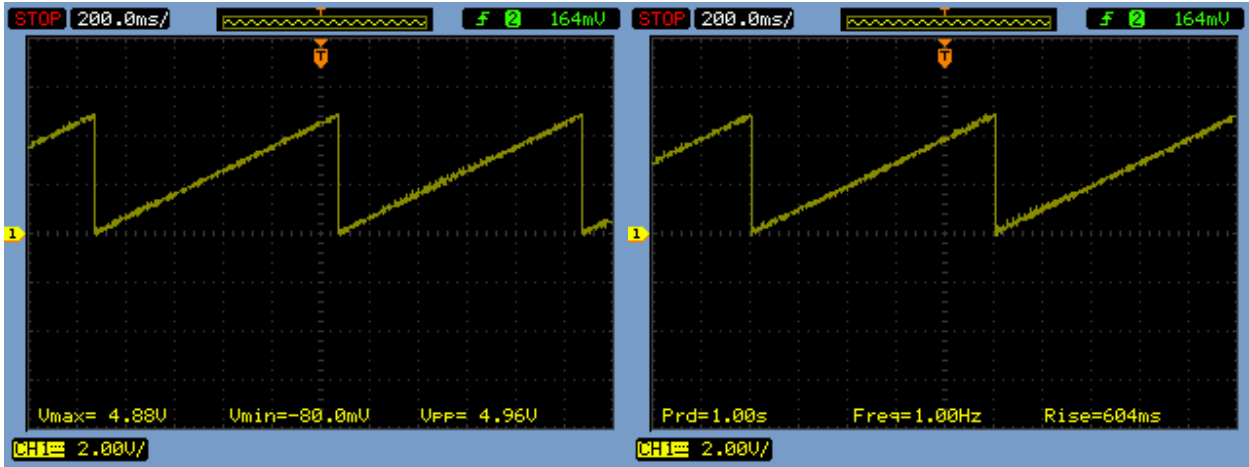 STOP 200.0ms/ T 2 164mV
T
1
Vmax= 4.88V Vmin=-80.0mV VPP= 4.96V
CH1 2.00V/
STOP 200.0ms/ T 2 164mV
T
1
Prd=1.00s Freq=1.00Hz Rise=604ms
CH1 2.00V/